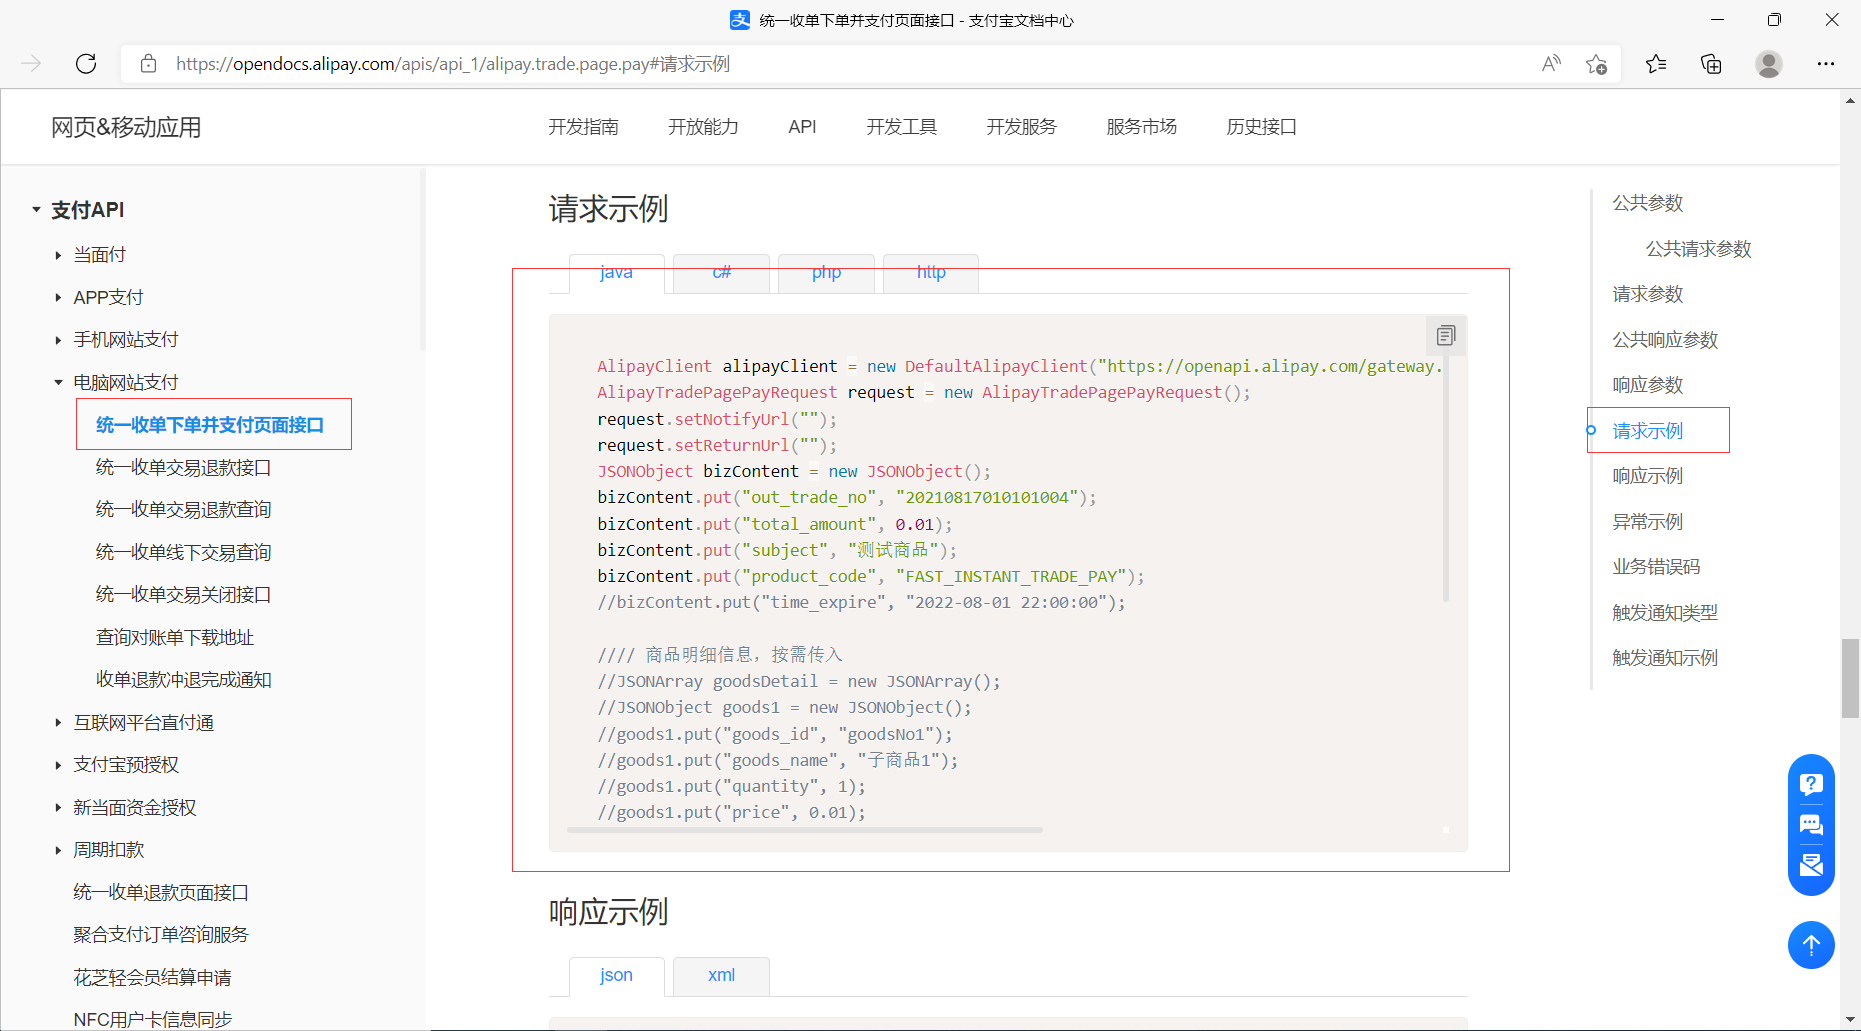 统一收单下单并支付页面接口 - 支付宝文档中心
https://opendocs.alipay.com/apis/api_1/alipay.trade.page.pay#请求示例
网页&移动应用
开发指南
开放能力
API
开发工具
开发服务
服务市场
历史接口
支付API
当面付
APP支付
手机网站支付
电脑网站支付
统一收单下单并支付页面接口
统一收单交易退款接口
统一收单交易退款查询
统一收单线下交易查询
统一收单交易关闭接口
查询对账单下载地址
收单退款冲退完成通知
互联网平台直付通
支付宝预授权
新当面资金授权
周期扣款
统一收单退款页面接口
聚合支付订单咨询服务
花芝轻会员结算申请
NFC用户卡信息同步
请求示例
java
c#
php
http
AlipayClient alipayClient = new DefaultAlipayClient("https://openapi.alipay.com/gateway.
AlipayTradePagePayRequest request = new AlipayTradePagePayRequest();
request.setNotifyUrl("");
request.setReturnUrl("");
JSONObject bizContent = new JSONObject();
bizContent.put("out_trade_no", "20210817010101004");
bizContent.put("total_amount", 0.01);
bizContent.put("subject", "测试商品");
bizContent.put("product_code", "FAST_INSTANT_TRADE_PAY");
//bizContent.put("time_expire", "2022-08-01 22:00:00");
//// 商品明细信息，按需传入
//JSONArray goodsDetail = new JSONArray();
//JSONObject goods1 = new JSONObject();
//goods1.put("goods_id", "goodsNo1");
//goods1.put("goods_name", "子商品1");
//goods1.put("quantity", 1);
//goods1.put("price", 0.01);
响应示例
json
xml
公共参数
公共请求参数
请求参数
公共响应参数
响应参数
请求示例
响应示例
异常示例
业务错误码
触发通知类型
触发通知示例